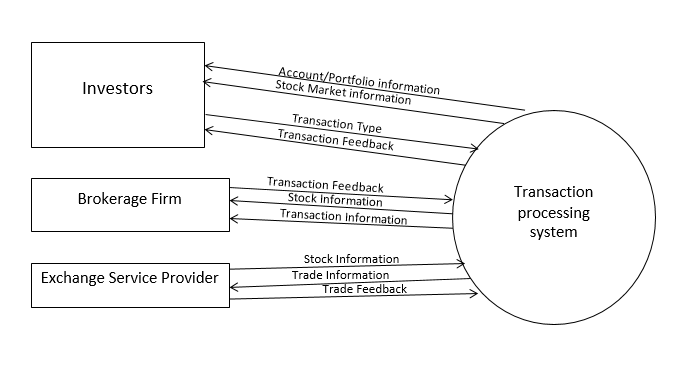 Account/Portfolio information
Stock Market information
Investors
Transaction Type
Transaction Feedback
Transaction Feedback
Brokerage Firm
Stock Information
Transaction Information
Transaction
processing
system
Stock Information
Exchange Service Provider
Trade Information
Trade Feedback